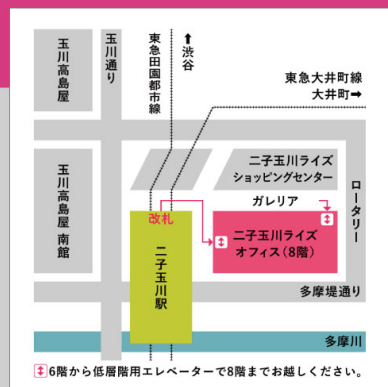 玉川高島屋
玉川通り
東急田園都市線
↑渋谷
東急大井町線
大井町➡
二子玉川ライズ
ショッピングセンター
ガレリア
ロータリー
玉川高島屋 南館
改札
二子玉川駅
二子玉川ライズ
オフィス(8階)
多摩堤通り
多摩川
6階から低層階用エレベーターで8階までお越しください。